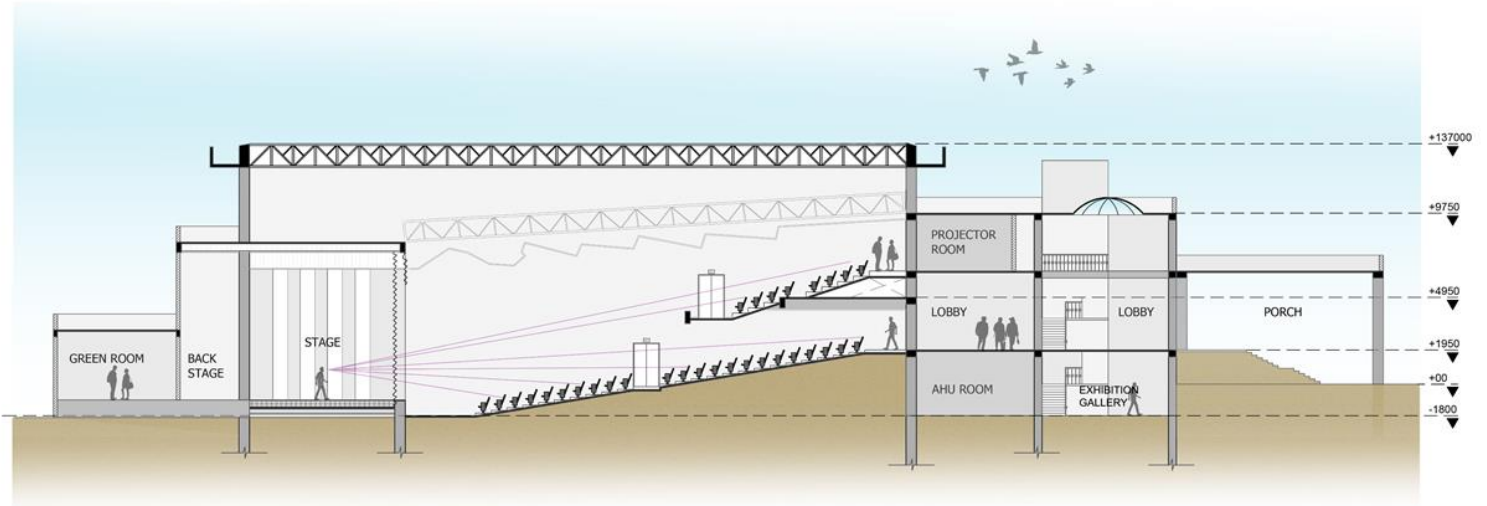 +137000
+9750
PROJECTOR
ROOM
+4950
LOBBY
LOBBY
PORCH
STAGE
GREEN ROOM
BACK
STAGE
+1950
+00
AHU ROOM
EXHIBITION
GALLERY
-1800